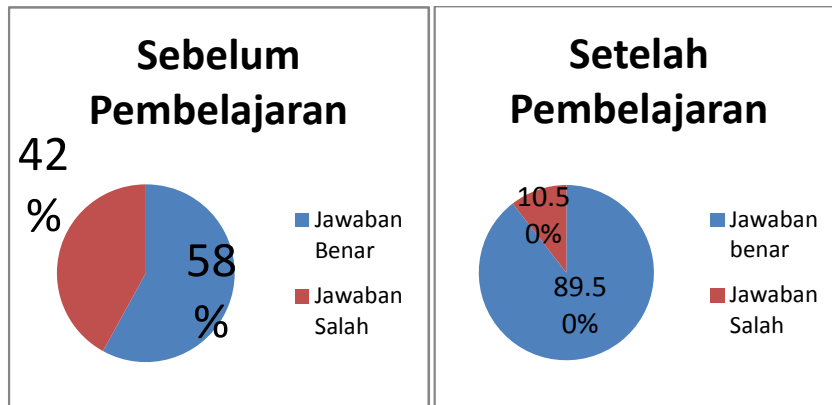 Sebelum
Pembelajaran
42
%
58
%
Jawaban
Benar
Jawaban
Salah
Setelah
Pembelajaran
10.5
0%
89.5
0%
Jawaban
benar
Jawaban
Salah